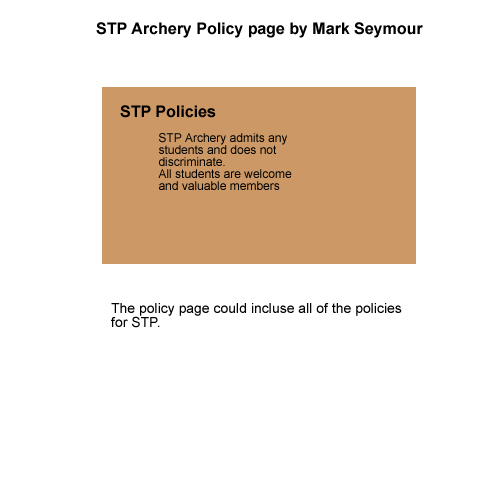 STP Archery Policy page by Mark Seymour
STP Policies
STP Archery admits any
students and does not
discriminate.
All students are welcome
and valuable members
The policy page could incluse all of the policies
for STP.